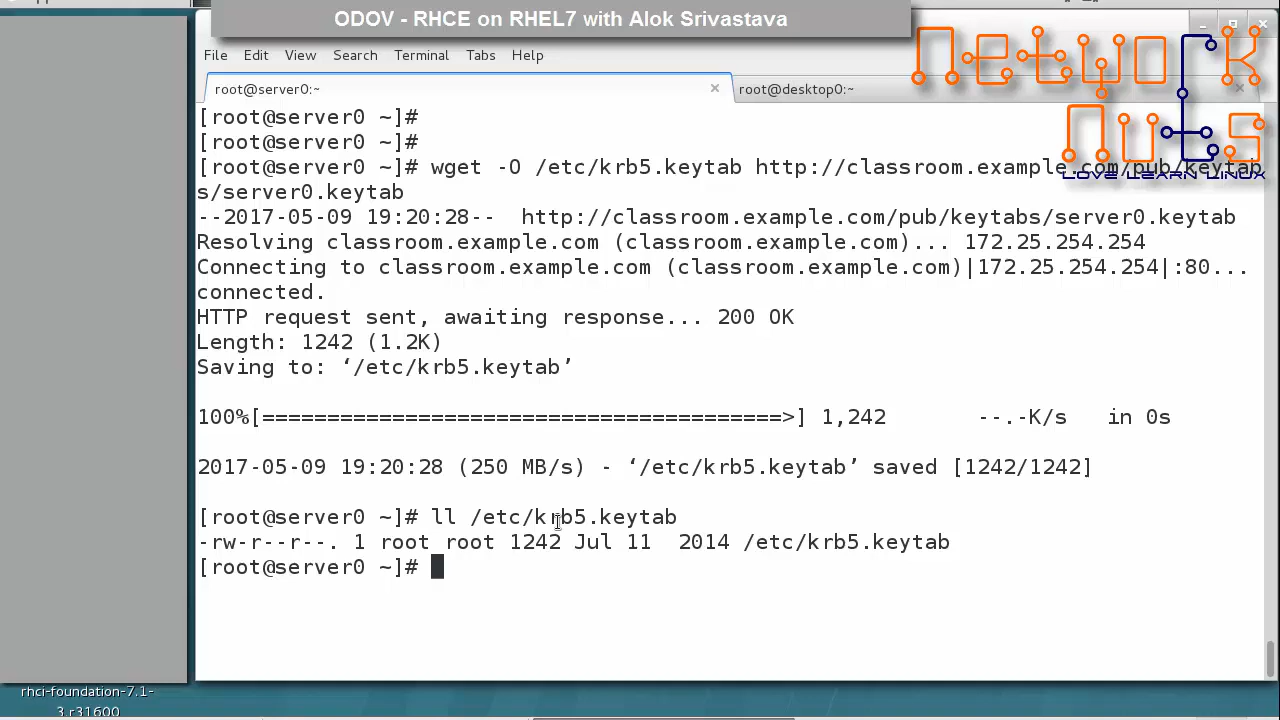 ODOV - RHCE on RHEL7 with Alok Srivastava
File Edit View Search Terminal Tabs Help
NETWORK
NUTS
LOVE LEARN LINUX
root@server0:~ × root@desktop0:~ ×
[root@server0 ~]#
[root@server0 ~]#
[root@server0 ~]# wget -O /etc/krb5.keytab http://classroom.example.com/pub/keytab
s/server0.keytab
--2017-05-09 19:20:28-- http://classroom.example.com/pub/keytabs/server0.keytab
Resolving classroom.example.com (classroom.example.com)... 172.25.254.254
Connecting to classroom.example.com (classroom.example.com)|172.25.254.254|:80...
connected.
HTTP request sent, awaiting response... 200 OK
Length: 1242 (1.2K)
Saving to: ‘/etc/krb5.keytab’
100%[========================================>] 1,242 --.-K/s in 0s
2017-05-09 19:20:28 (250 MB/s) - ‘/etc/krb5.keytab’ saved [1242/1242]
[root@server0 ~]# ll /etc/krb5.keytab
-rw-r--r--. 1 root root 1242 Jul 11 2014 /etc/krb5.keytab
[root@server0 ~]#
rhci-foundation-7.1-
3.r31600